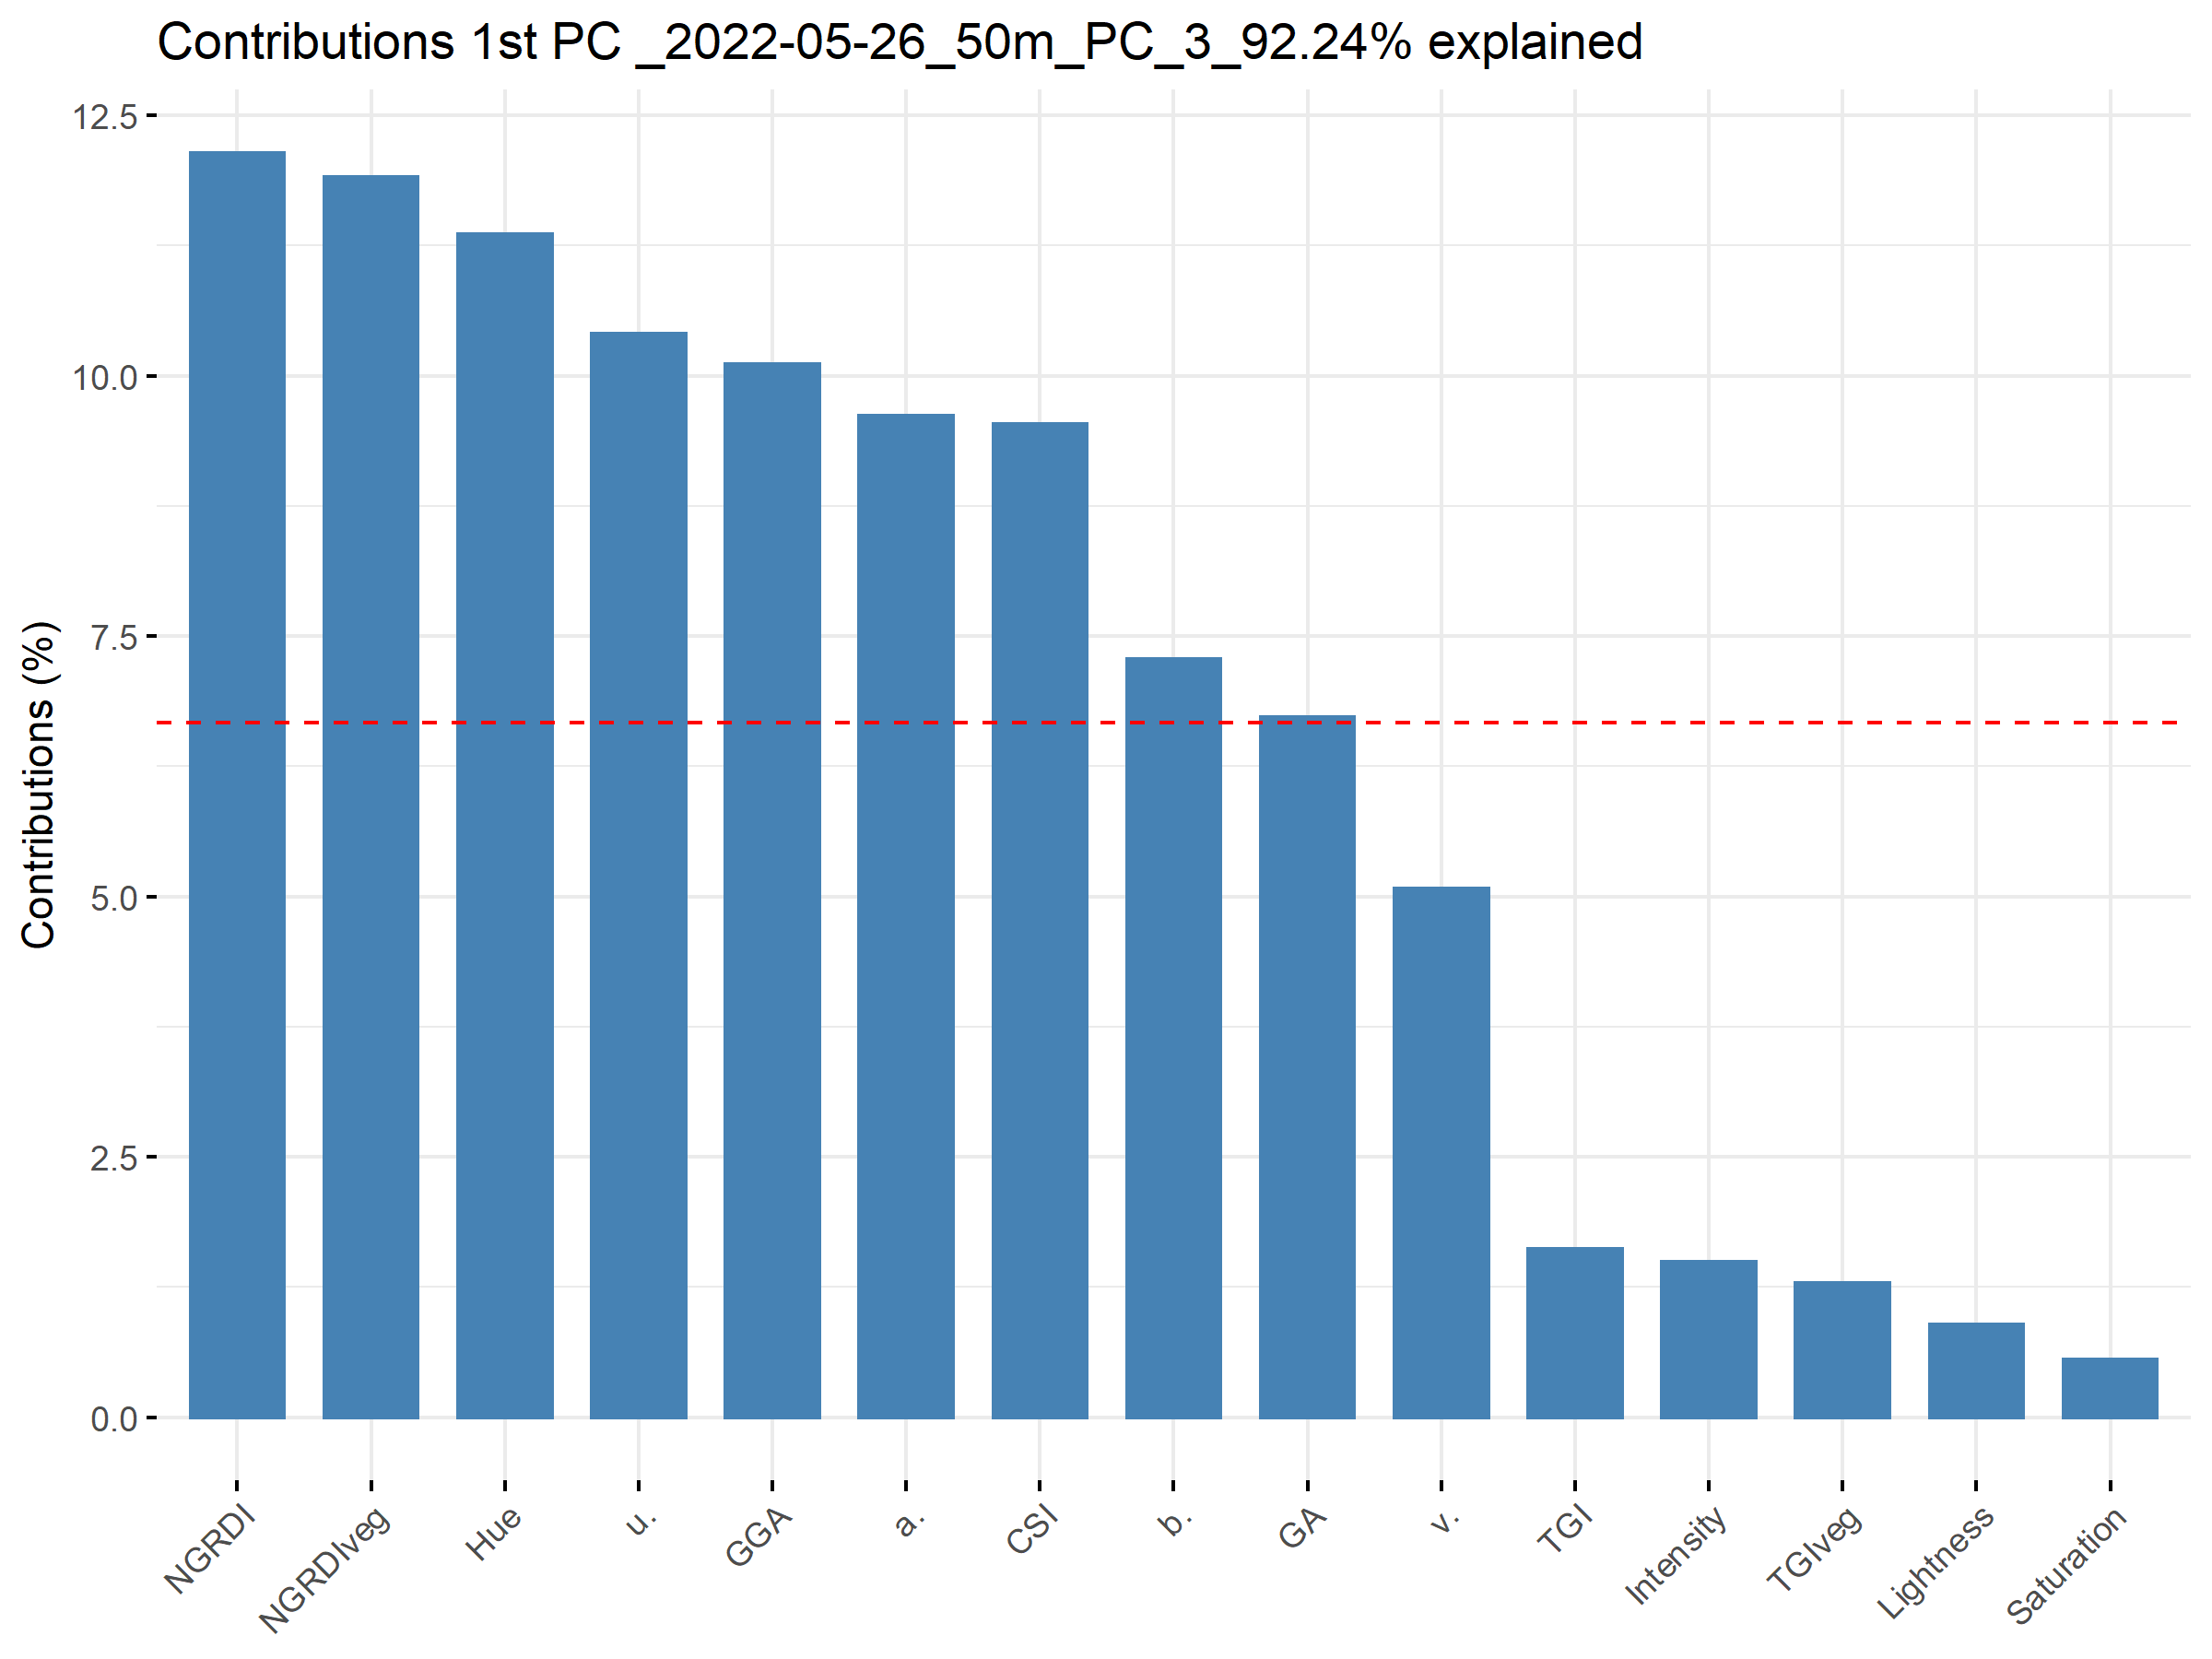 Contributions 1st PC _2022-05-26_50m_PC_3_92.24% explained
Contributions (%)
12.5
10.0
7.5
5.0
2.5
0.0
NGRDI
NGRDIveg
Hue
u.
GGA
a.
CSI
b.
GA
v.
TGI
Intensity
TGIveg
Lightness
Saturation